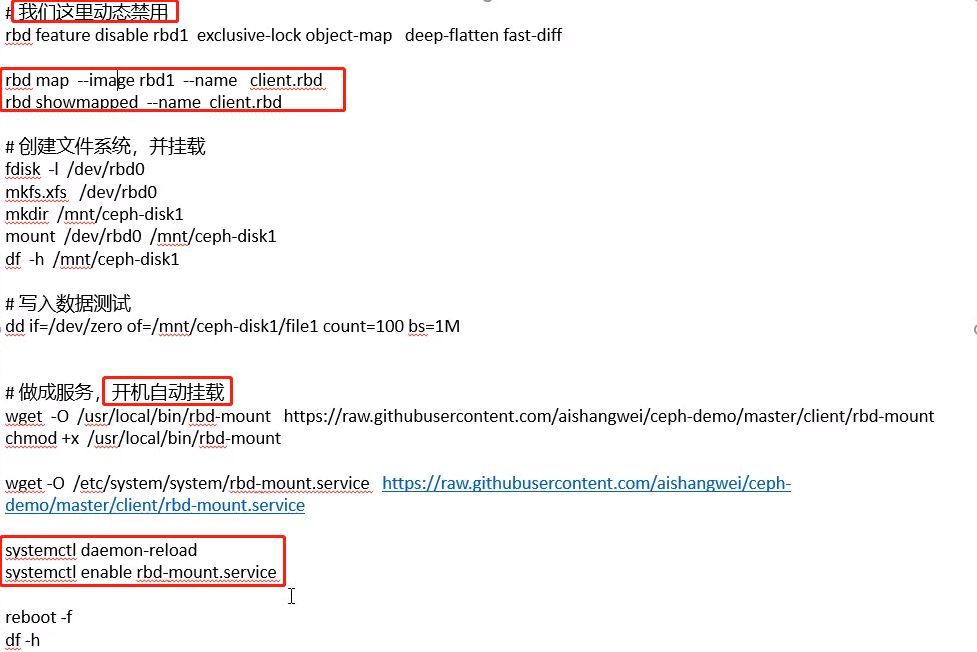 # 我们这里动态禁用
rbd feature disable rbd1 exclusive-lock object-map deep-flatten fast-diff
rbd map --image rbd1 --name client.rbd
rbd showmapped --name client.rbd
# 创建文件系统，并挂载
fdisk -l /dev/rbd0
mkfs.xfs /dev/rbd0
mkdir /mnt/ceph-disk1
mount /dev/rbd0 /mnt/ceph-disk1
df -h /mnt/ceph-disk1
# 写入数据测试
dd if=/dev/zero of=/mnt/ceph-disk1/file1 count=100 bs=1M
# 做成服务，开机自动挂载
wget -O /usr/local/bin/rbd-mount https://raw.githubusercontent.com/aishangwei/ceph-demo/master/client/rbd-mount
chmod +x /usr/local/bin/rbd-mount
wget -O /etc/system/system/rbd-mount.service https://raw.githubusercontent.com/aishangwei/ceph-
demo/master/client/rbd-mount.service
systemctl daemon-reload
systemctl enable rbd-mount.service
reboot -f
df -h